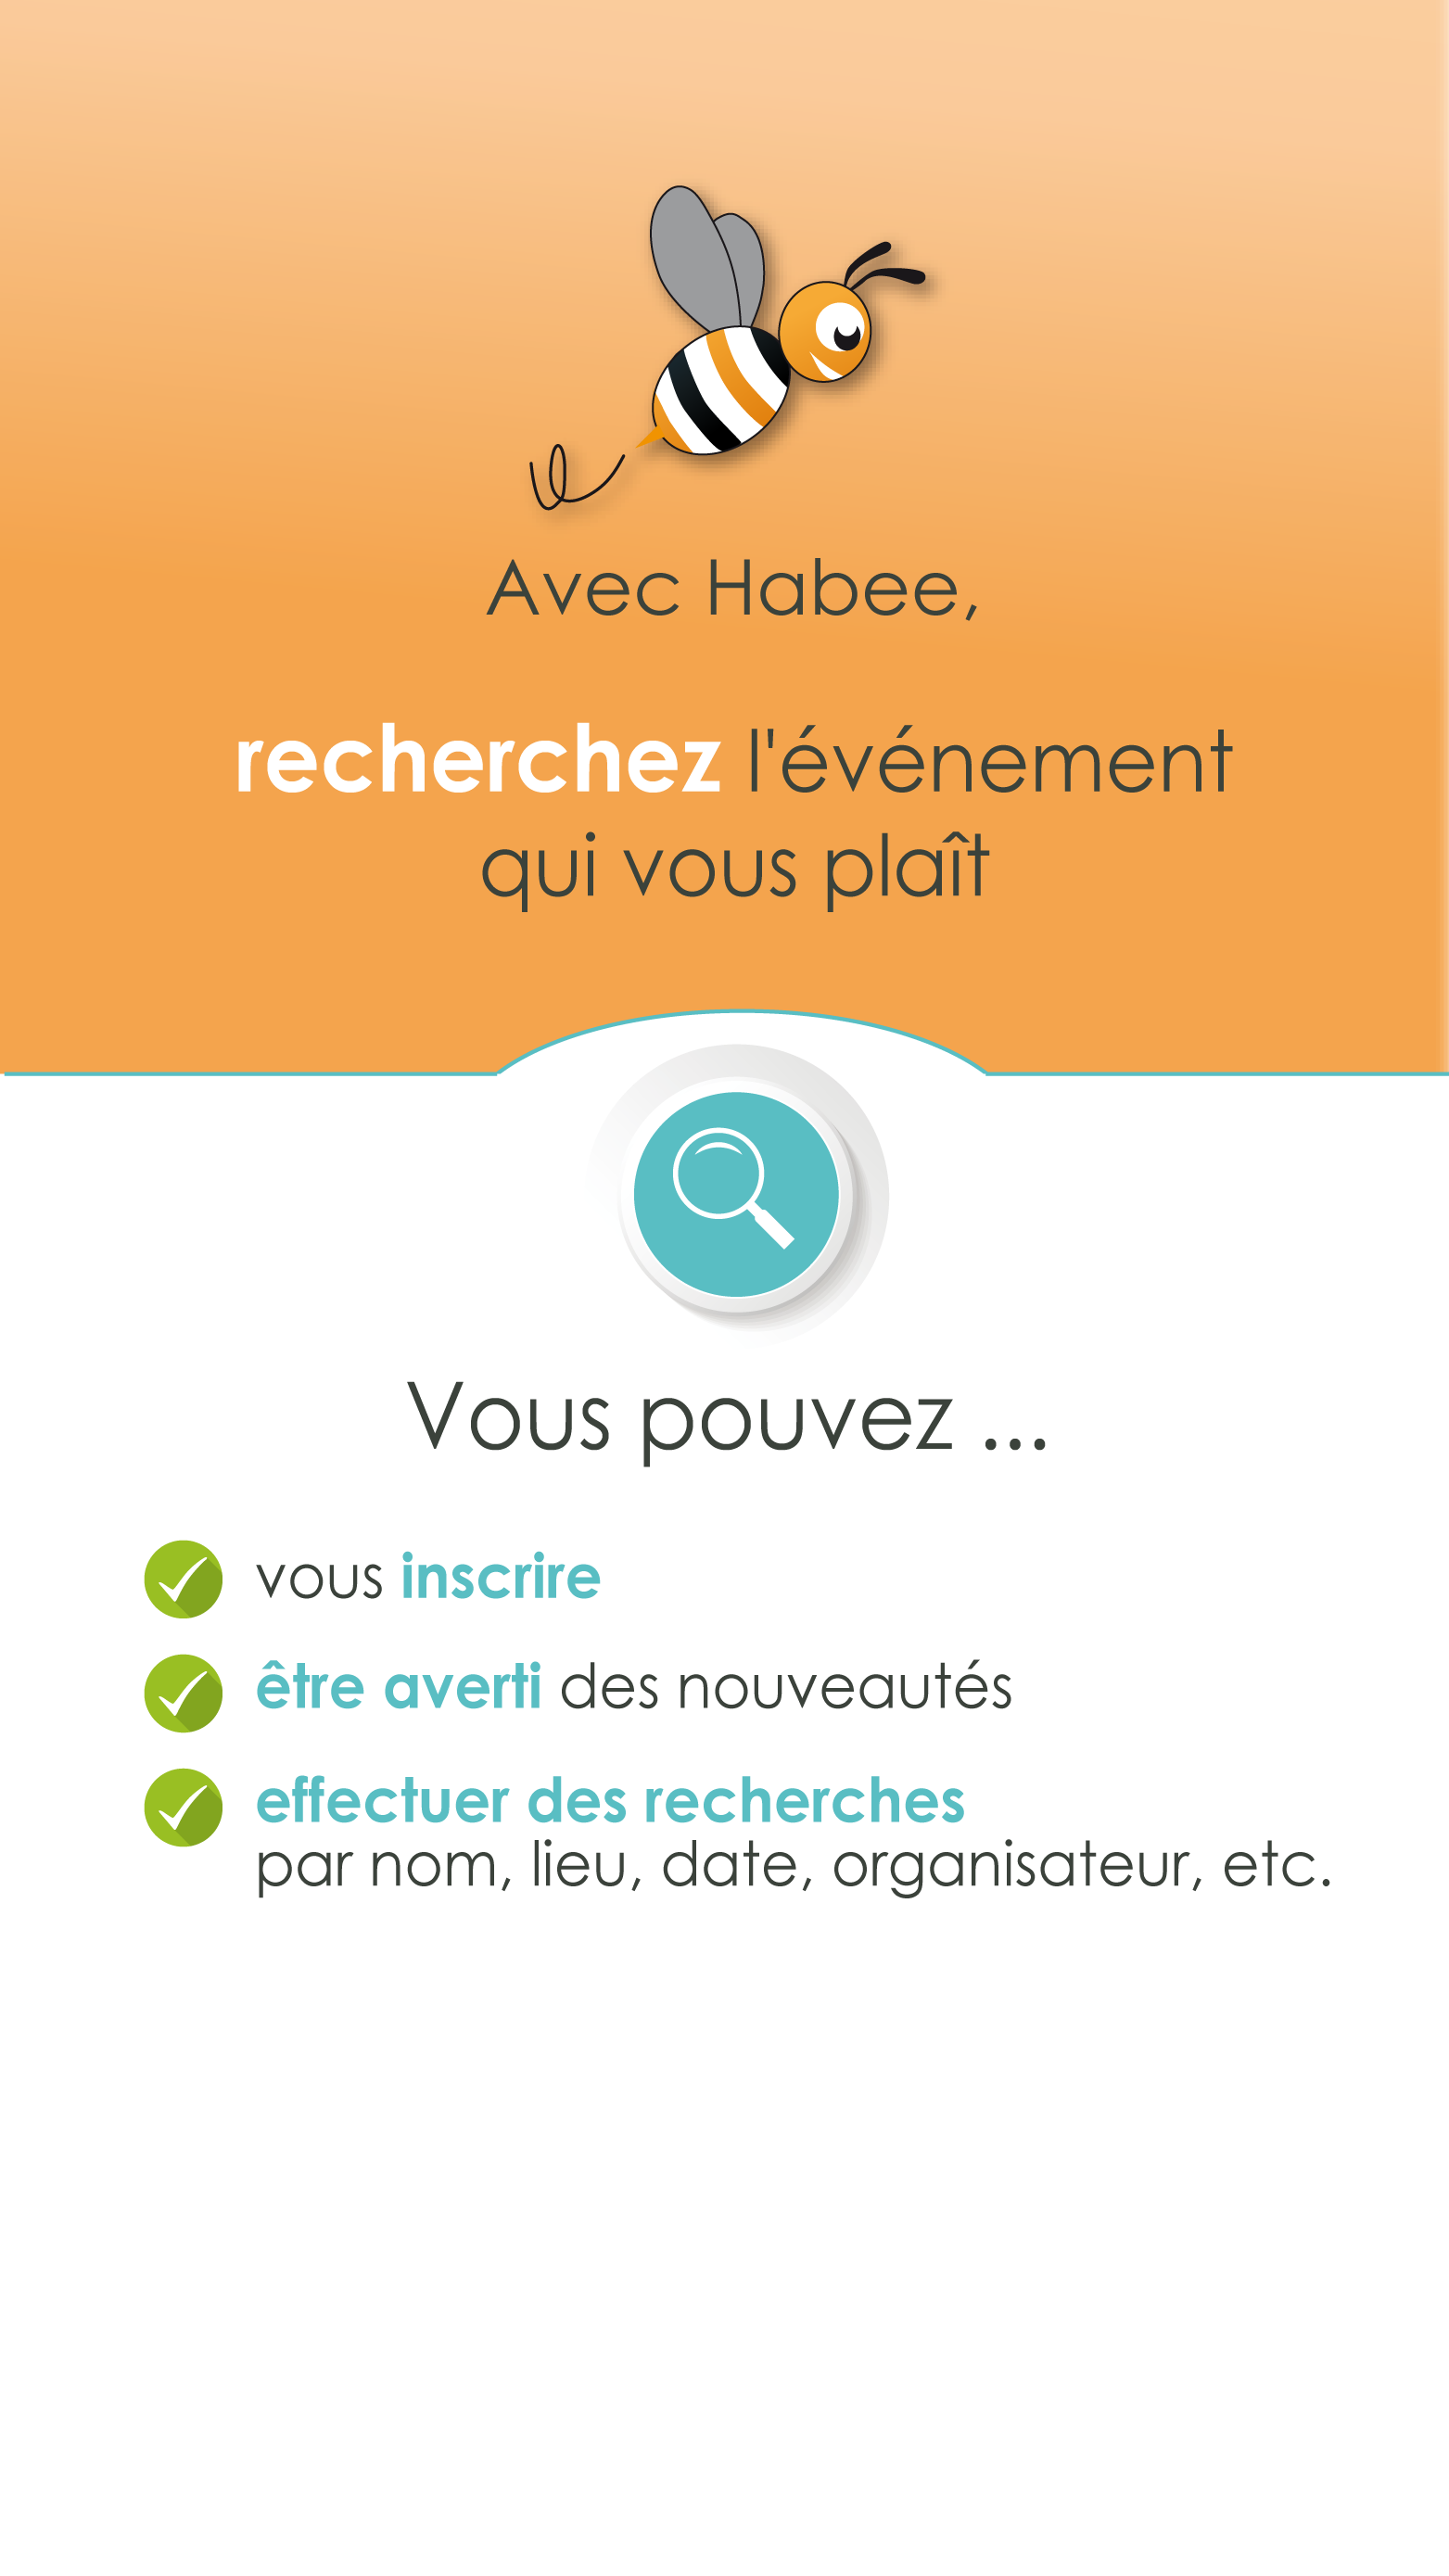 Avec Habee,
recherchez l'événement
qui vous plaît
Vous pouvez ...
vous inscrire
être averti des nouveautés
effectuer des recherches
par nom, lieu, date, organisateur, etc.